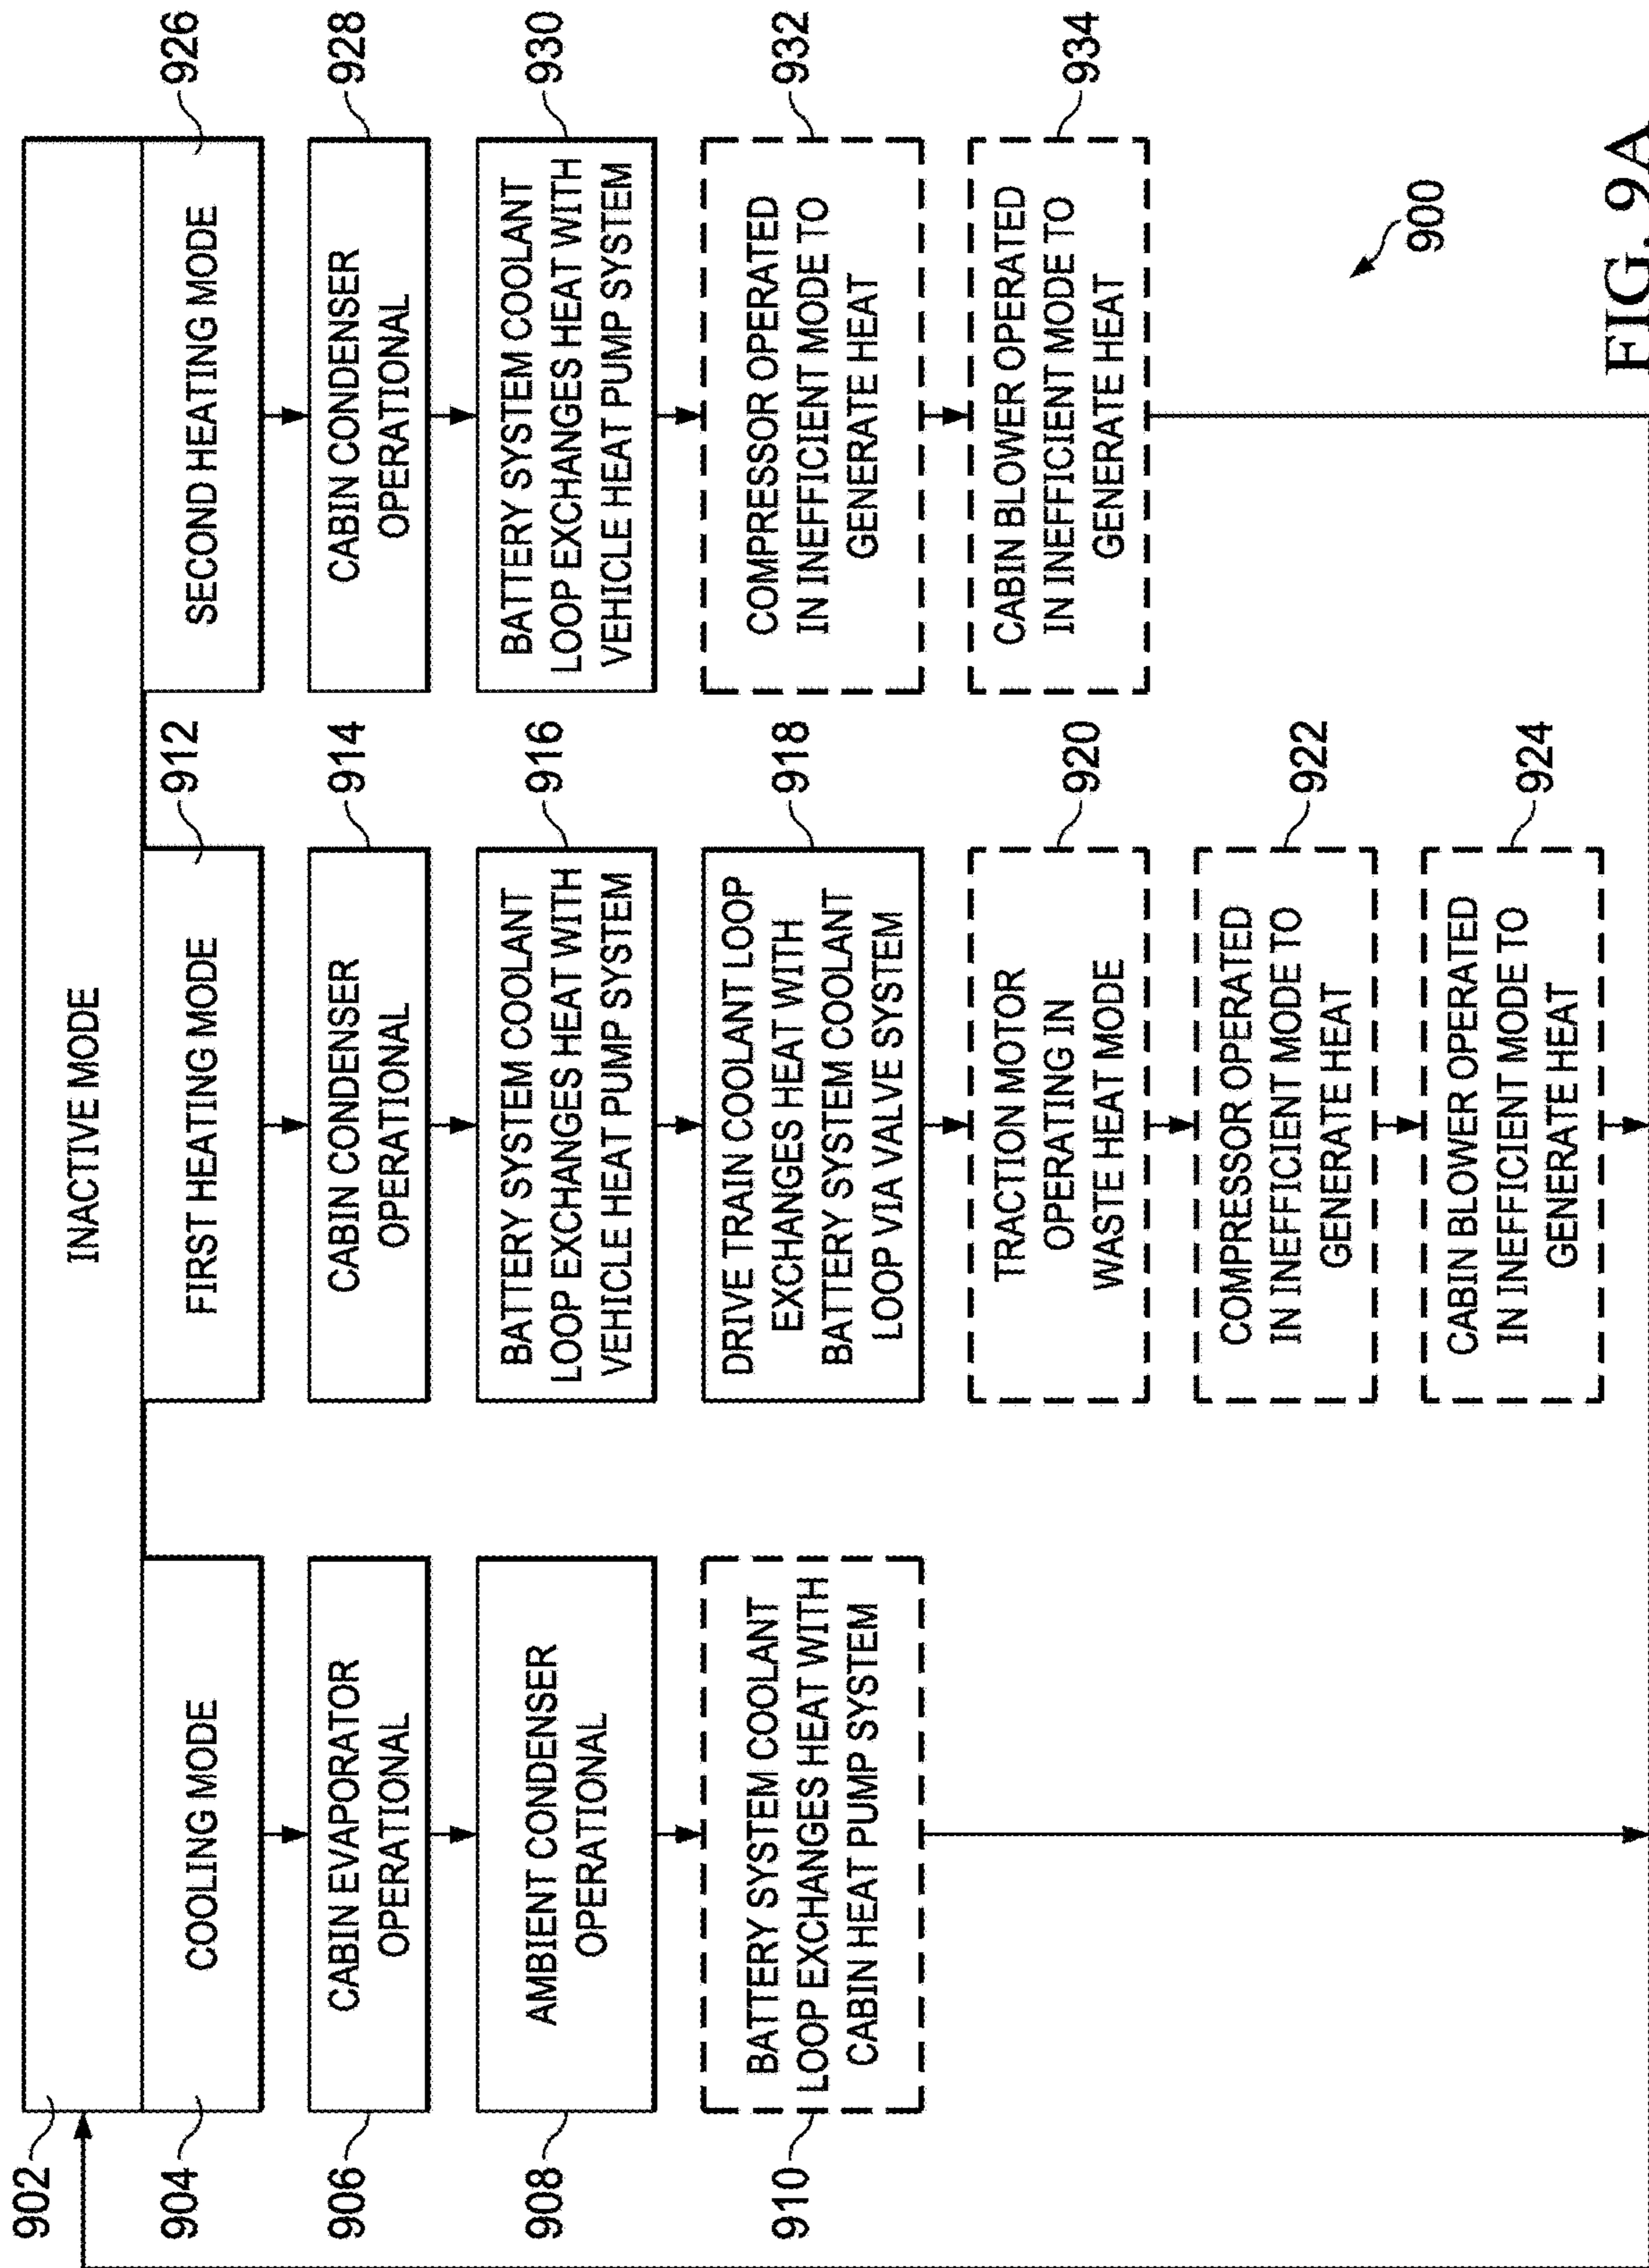 902
INACTIVE MODE
904
COOLING MODE
906
CABIN EVAPORATOR
OPERATIONAL
908
AMBIENT CONDENSER
OPERATIONAL
910
BATTERY SYSTEM COOLANT
LOOP EXCHANGES HEAT WITH
CABIN HEAT PUMP SYSTEM
912
FIRST HEATING MODE
914
CABIN CONDENSER
OPERATIONAL
916
BATTERY SYSTEM COOLANT
LOOP EXCHANGES HEAT WITH
VEHICLE HEAT PUMP SYSTEM
918
DRIVE TRAIN COOLANT LOOP
EXCHANGES HEAT WITH
BATTERY SYSTEM COOLANT
LOOP VIA VALVE SYSTEM
920
TRACTION MOTOR
OPERATING IN
WASTE HEAT MODE
922
COMPRESSOR OPERATED
IN INEFFICIENT MODE TO
GENERATE HEAT
924
CABIN BLOWER OPERATED
IN INEFFICIENT MODE TO
GENERATE HEAT
926
SECOND HEATING MODE
928
CABIN CONDENSER
OPERATIONAL
930
BATTERY SYSTEM COOLANT
LOOP EXCHANGES HEAT WITH
VEHICLE HEAT PUMP SYSTEM
932
COMPRESSOR OPERATED
IN INEFFICIENT MODE TO
GENERATE HEAT
934
CABIN BLOWER OPERATED
IN INEFFICIENT MODE TO
GENERATE HEAT
900
FIG. 9A